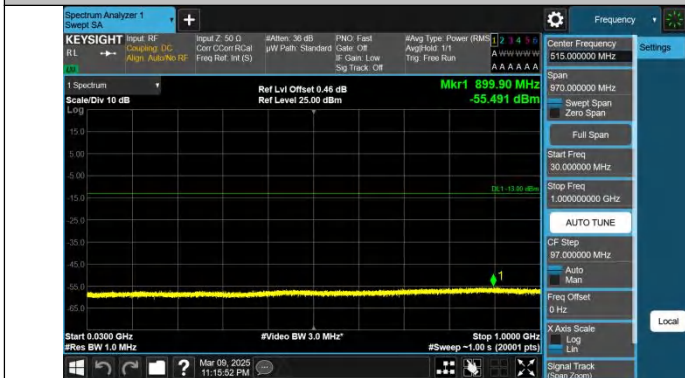 Spectrum Analyzer 1
Swept SA
+
Frequency
KEYSIGHT
RL
Input: RF
Coupling: DC
Align: Auto/No RF
Input Z: 50 Ω
Corr CCorr RCal
Freq Ref: Int (S)
#Atten: 36 dB
µW Path: Standard
PNO: Fast
Gate: Off
IF Gain: Low
Sig Track: Off
#Avg Type: Power (RMS
Avg|Hold: 1/1
Trig: Free Run
1 2 3 4 5 6
A W W W W W
A A A A A A
1 Spectrum
Scale/Div 10 dB
Log
Ref Lvl Offset 0.46 dB
Ref Level 25.00 dBm
Mkr1 899.90 MHz
-55.491 dBm
15.0
5.00
-5.00
-15.0
-25.0
-35.0
-45.0
-55.0
-65.0
DL1 -13.00 dBm
1
Start 0.0300 GHz
#Res BW 1.0 MHz
#Video BW 3.0 MHz*
Stop 1.0000 GHz
#Sweep ~1.00 s (20001 pts)
Mar 09, 2025
11:15:52 PM
Center Frequency
515.000000 MHz
Span
970.000000 MHz
Swept Span
Zero Span
Full Span
Start Freq
30.000000 MHz
Stop Freq
1.000000000 GHz
AUTO TUNE
CF Step
97.000000 MHz
Auto
Man
Freq Offset
0 Hz
X Axis Scale
Log
Lin
Signal Track
(Span Zoom)
Settings
Local